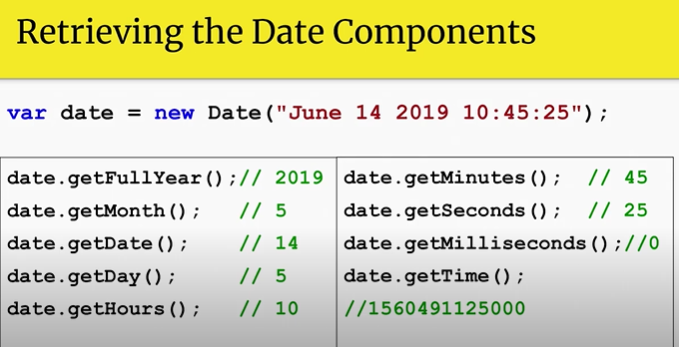 Retrieving the Date Components
var date = new Date("June 14 2019 10:45:25");
date.getFullYear();// 2019
date.getMonth(); // 5
date.getDate(); // 14
date.getDay(); // 5
date.getHours(); // 10
date.getMinutes(); // 45
date.getSeconds(); // 25
date.getMilliseconds();//0
date.getTime();
//1560491125000